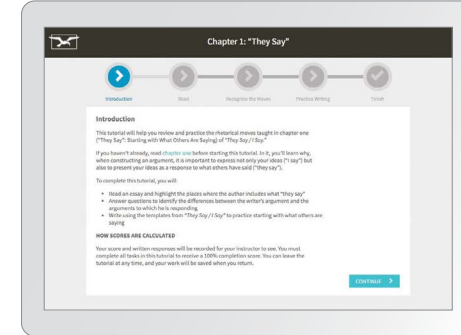 Chapter 1: "They Say"
Introduction
Read
Recognize the Moves
Practice Writing
Finish
Introduction
This tutorial will help you review and practice the rhetorical moves taught in chapter one
("They Say": Starting with What Others Are Saying) of "They Say / I Say."
If you haven't already, read chapter one before starting this tutorial. In it, you'll learn why,
when constructing an argument, it is important to express not only your ideas ("I say") but
also to present your ideas as a response to what others have said ("they say").
To complete this tutorial, you will:
• Read an essay and highlight the places where the author includes what "they say"
• Answer questions to identify the differences between the writer's argument and the
arguments to which he is responding
• Write using the templates from "They Say / I Say" to practice starting with what others are
saying
HOW SCORES ARE CALCULATED
Your score and written responses will be recorded for your instructor to see. You must
complete all tasks in this tutorial to receive a 100% completion score. You can leave the
tutorial at any time, and your work will be saved when you return.
CONTINUE >